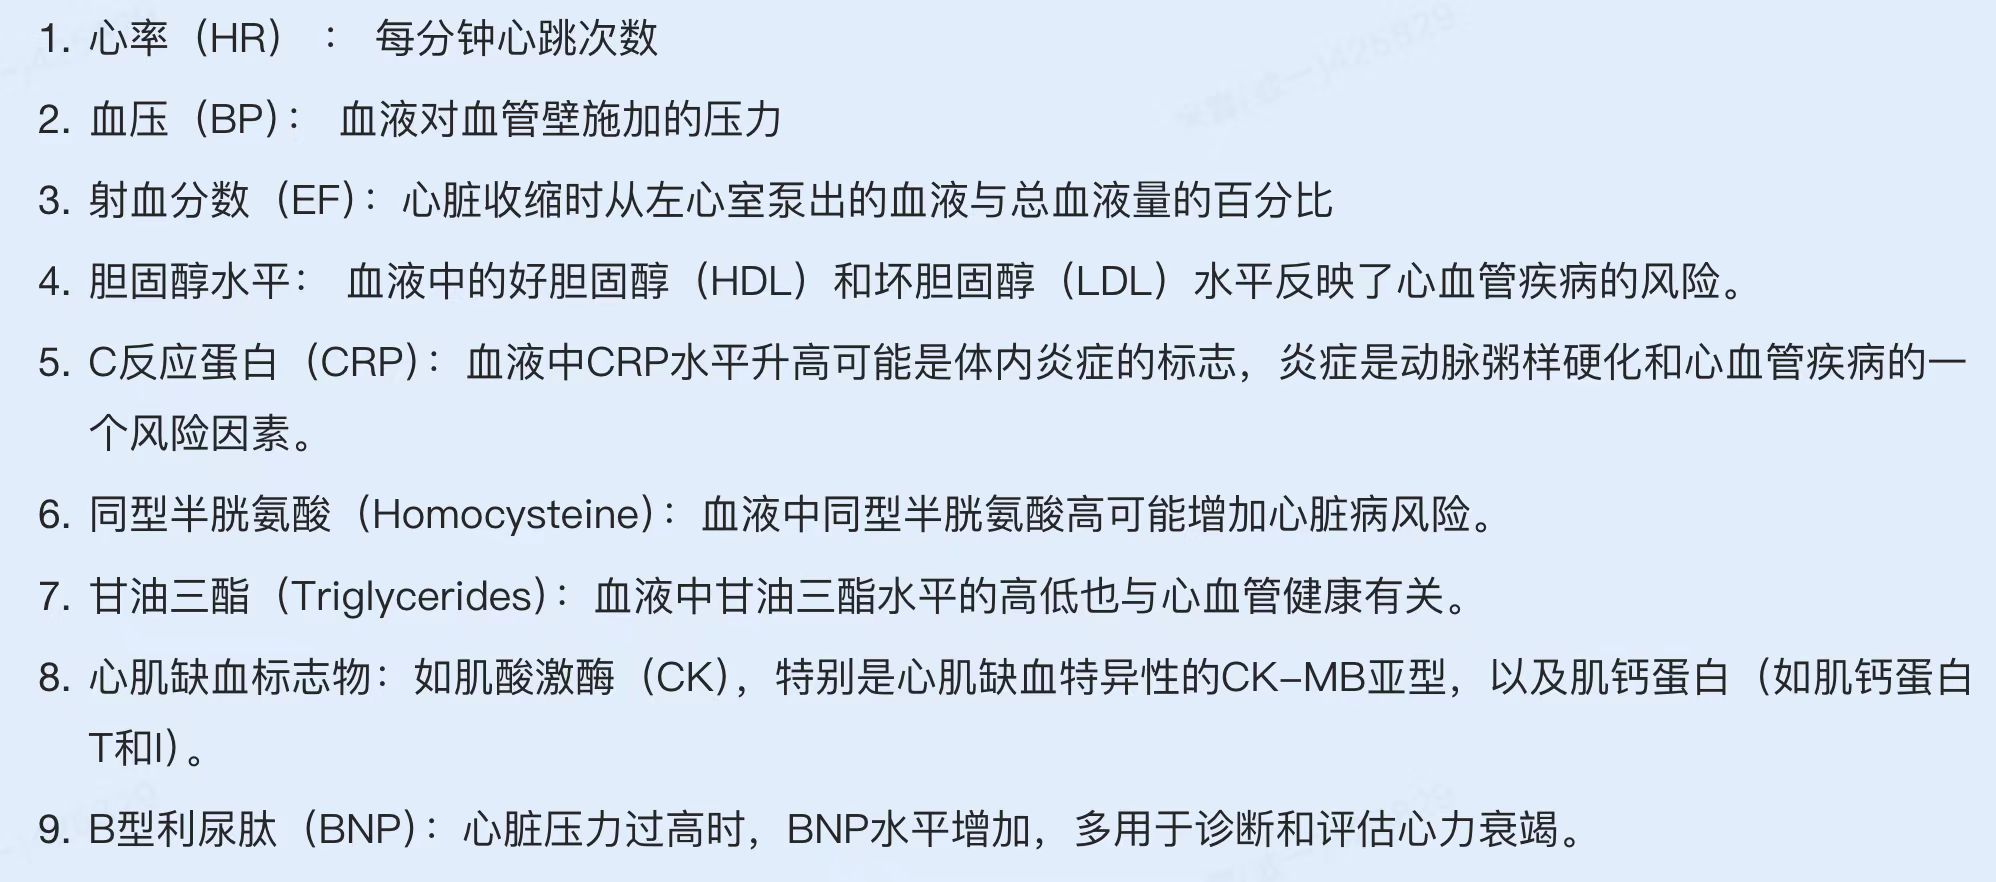 1. 心率（HR）： 每分钟心跳次数
2. 血压（BP）： 血液对血管壁施加的压力
3. 射血分数（EF）：心脏收缩时从左心室泵出的血液与总血液量的百分比
4. 胆固醇水平： 血液中的好胆固醇（HDL）和坏胆固醇（LDL）水平反映了心血管疾病的风险。
5. C反应蛋白（CRP）：血液中CRP水平升高可能是体内炎症的标志，炎症是动脉粥样硬化和心血管疾病的一
个风险因素。
6. 同型半胱氨酸（Homocysteine）：血液中同型半胱氨酸高可能增加心脏病风险。
7. 甘油三酯（Triglycerides）：血液中甘油三酯水平的高低也与心血管健康有关。
8. 心肌缺血标志物：如肌酸激酶（CK），特别是心肌缺血特异性的CK-MB亚型，以及肌钙蛋白（如肌钙蛋白
T和I）。
9. B型利尿肽（BNP）：心脏压力过高时，BNP水平增加，多用于诊断和评估心力衰竭。